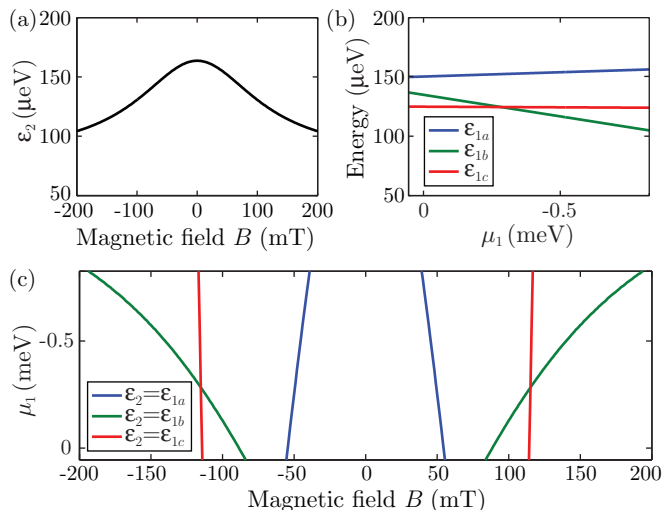 (a)
200
150
100
50
ε₂
(μeV)
-200 -100 0 100 200
Magnetic field B (mT)
(b)
200
150
100
50
Energy (μeV)
ε1a
ε1b
ε1c
0 -0.5
μ₁ (meV)
(c)
-0.5
0
μ₁ (meV)
ε₂=ε1a
ε₂=ε1b
ε₂=ε1c
-200 -150 -100 -50 0 50 100 150 200
Magnetic field B (mT)